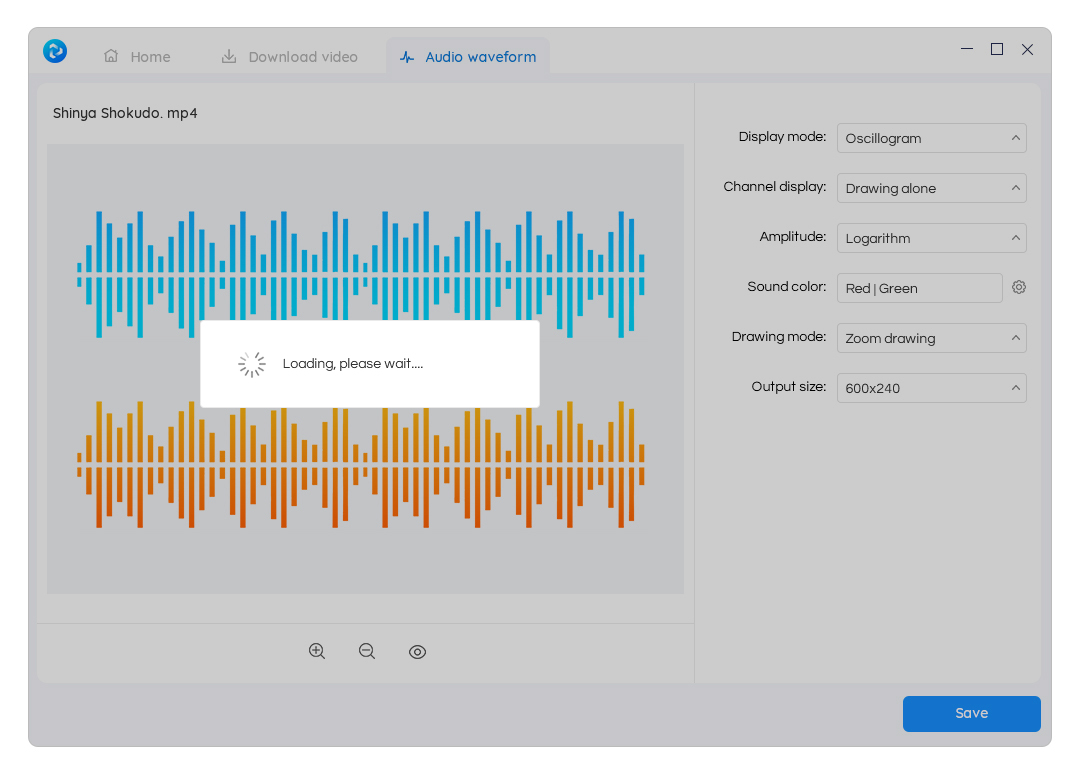 Home
Download video
Audio waveform
Shinya Shokudo. mp4
Display mode: Oscillogram
Channel display: Drawing alone
Amplitude: Logarithm
Sound color: Red | Green
Drawing mode: Zoom drawing
Output size: 600x240
Loading, please wait....
Save